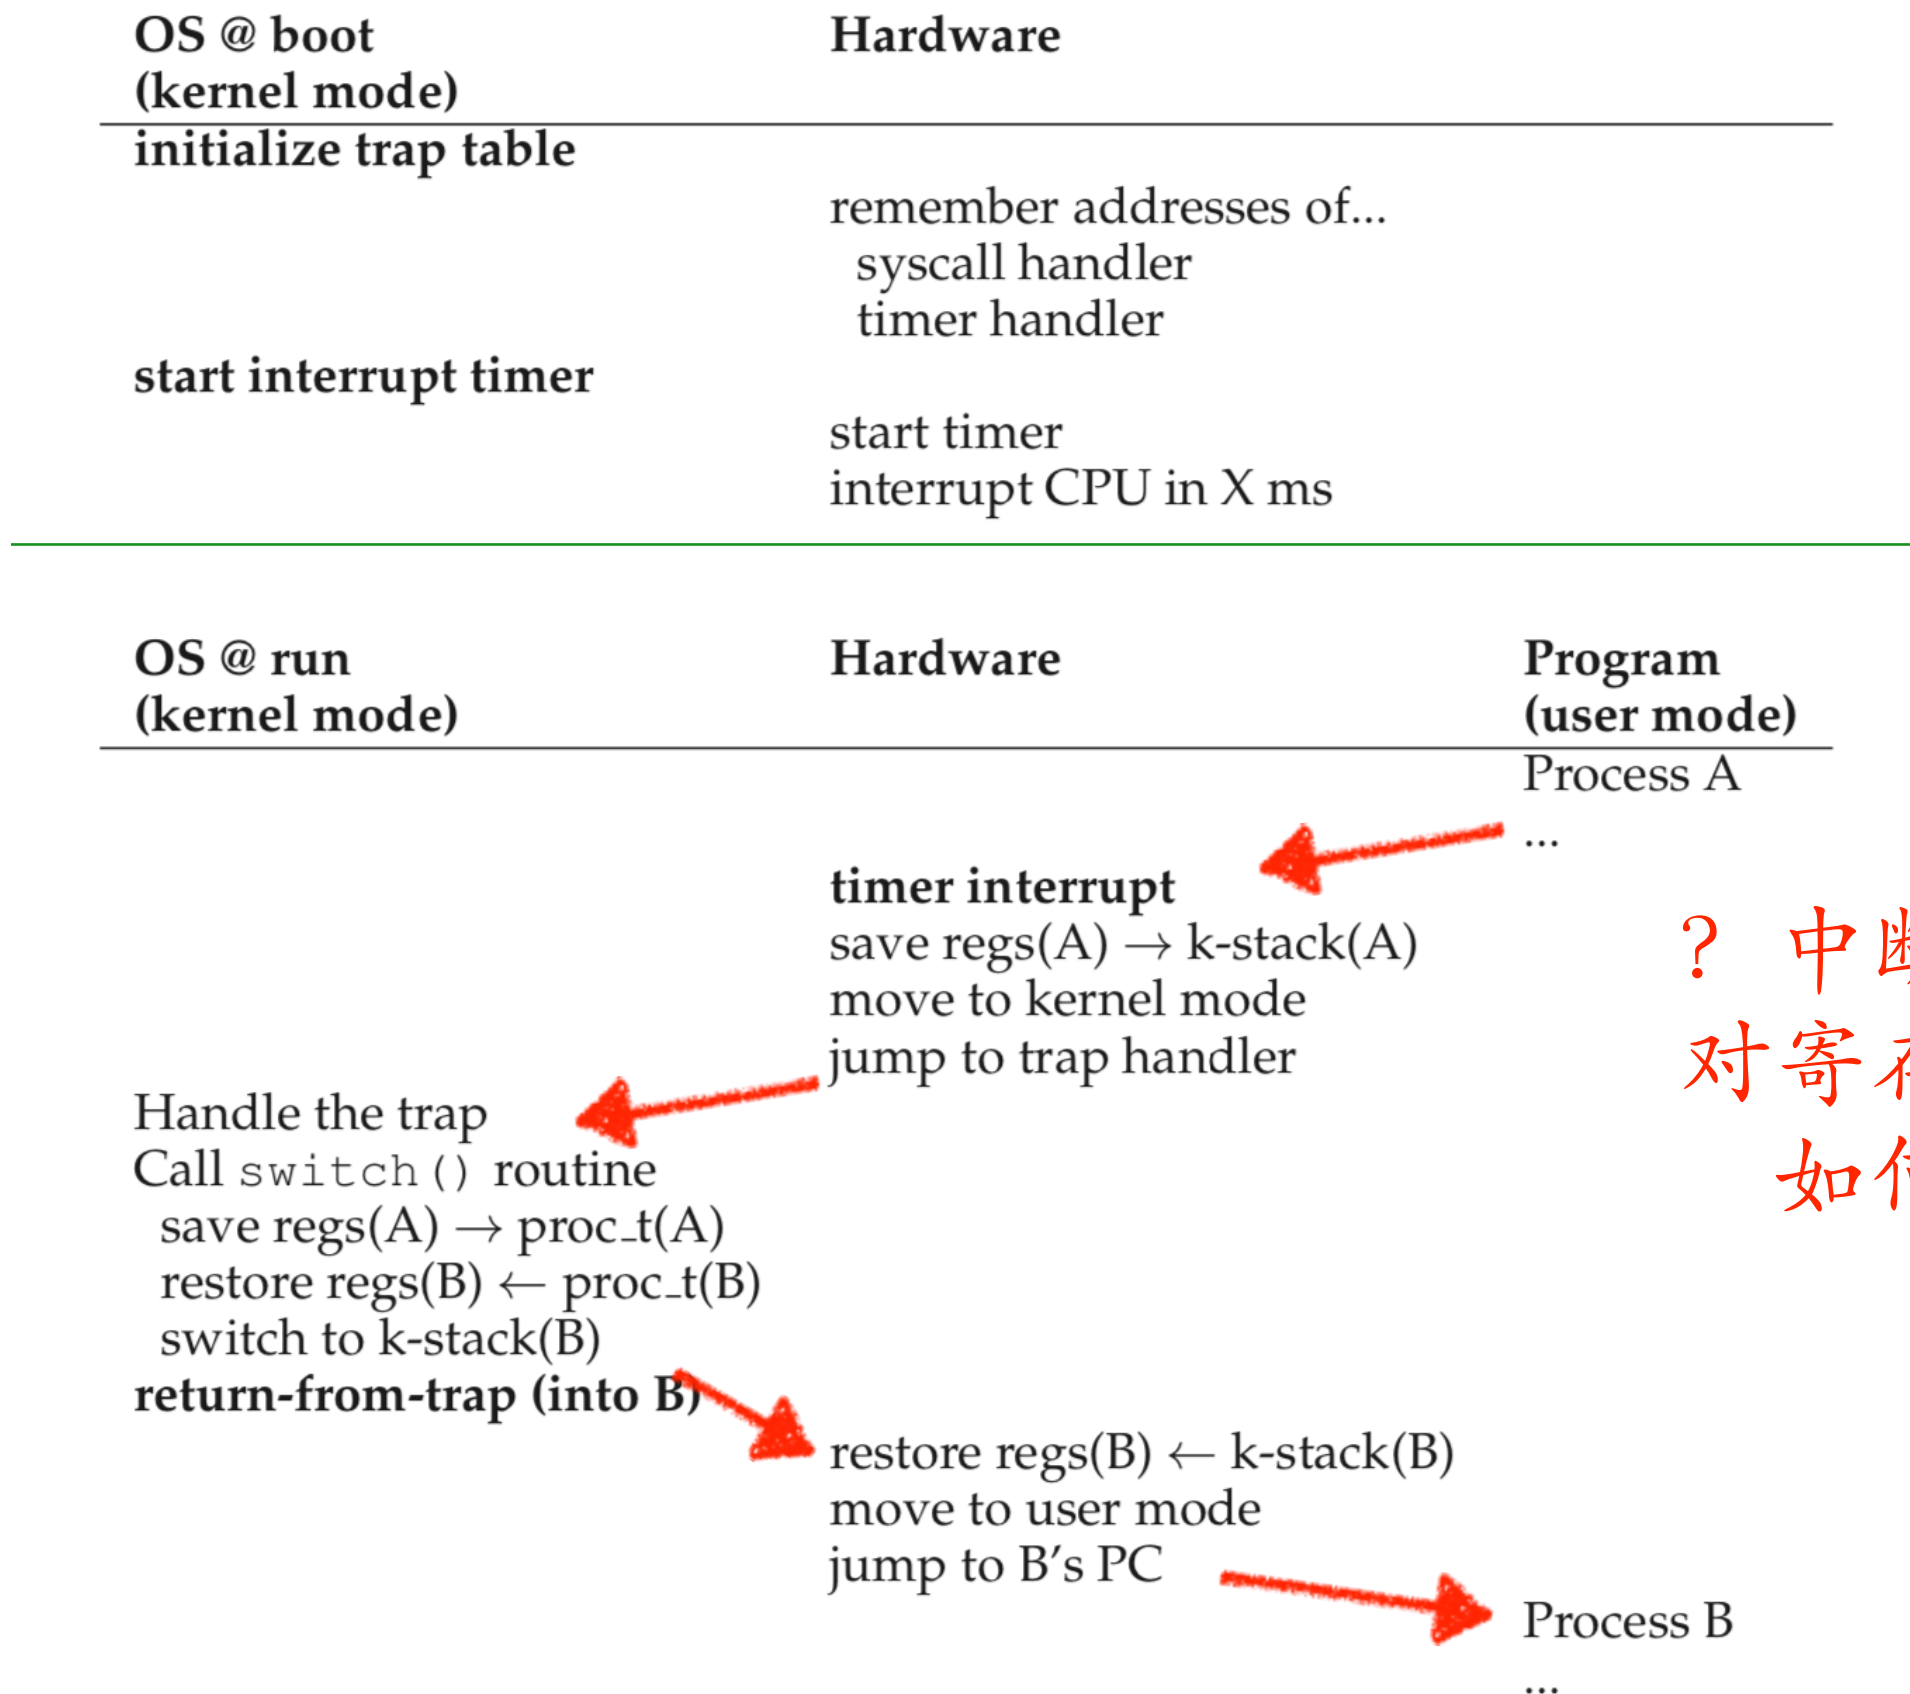 OS @ boot Hardware
(kernel mode)
initialize trap table
remember addresses of...
syscall handler
timer handler
start interrupt timer
start timer
interrupt CPU in X ms
OS @ run Hardware Program
(kernel mode) (user mode)
Process A
...
timer interrupt
save regs(A) → k-stack(A)
move to kernel mode
jump to trap handler
? 中断
对寄
如
Handle the trap
Call switch() routine
save regs(A) → proc_t(A)
restore regs(B) ← proc_t(B)
switch to k-stack(B)
return-from-trap (into B)
restore regs(B) ← k-stack(B)
move to user mode
jump to B's PC
Process B
...